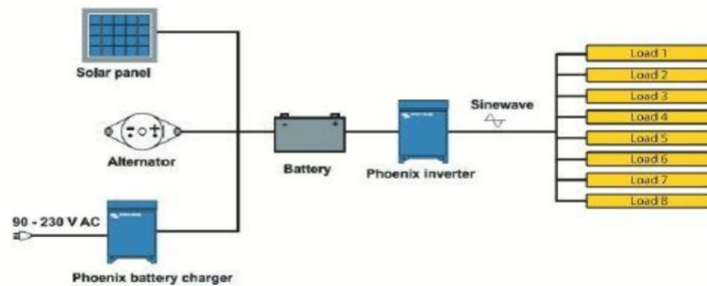 Solar panel
Alternator
90 - 230 V AC
Phoenix battery charger
Battery
Phoenix inverter
Sinewave
Load 1
Load 2
Load 3
Load 4
Load 5
Load 6
Load 7
Load 8